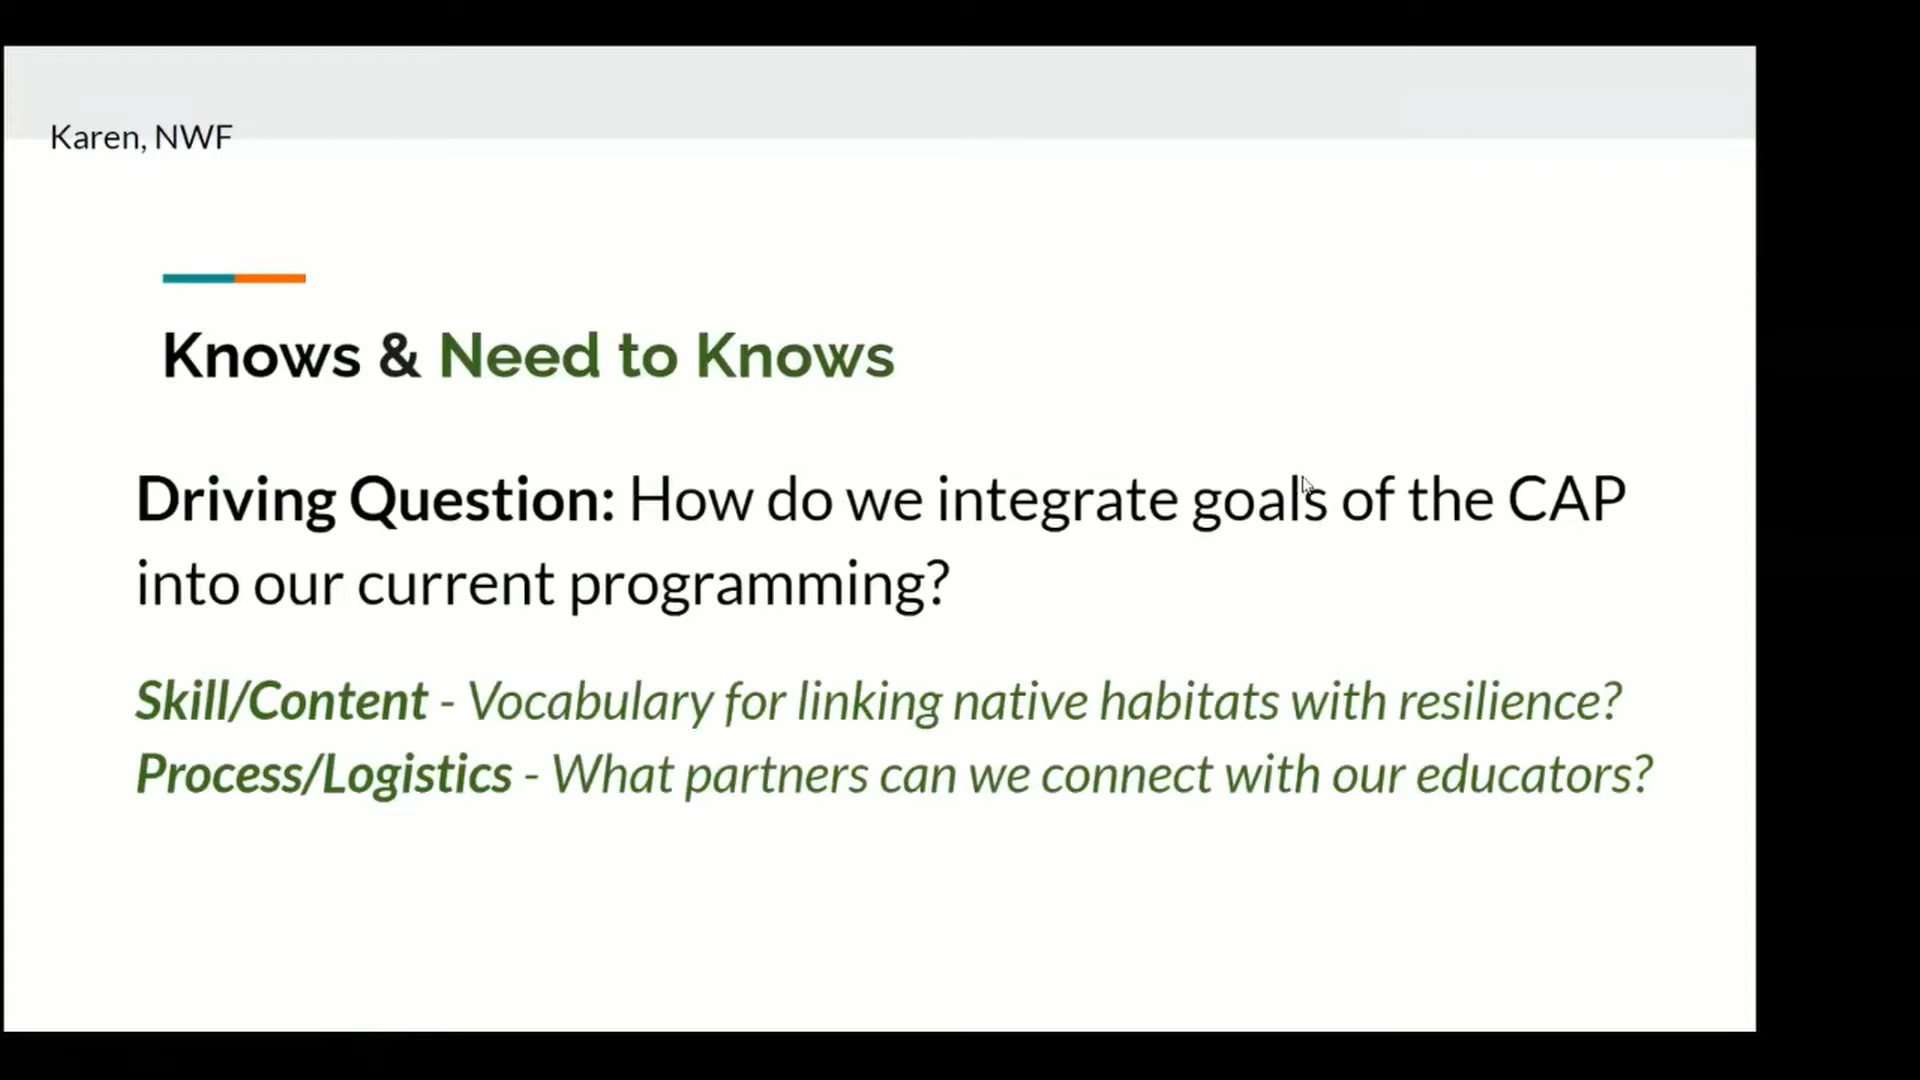 Karen, NWF
Knows & Need to Knows
Driving Question: How do we integrate goals of the CAP
into our current programming?
Skill/Content - Vocabulary for linking native habitats with resilience?
Process/Logistics - What partners can we connect with our educators?